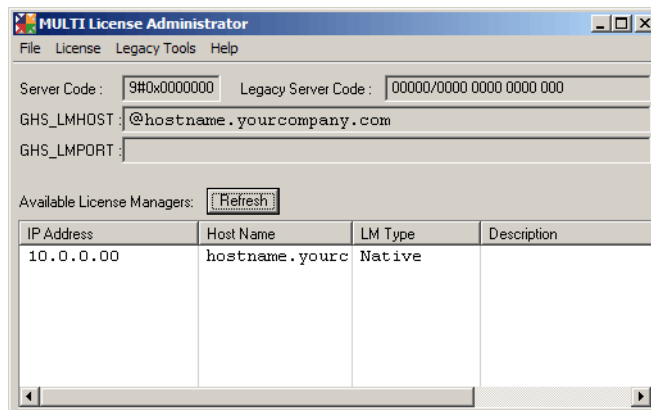 MULTI License Administrator
File License Legacy Tools Help
Server Code : 9#0x0000000 Legacy Server Code : 00000/0000 0000 0000 000
GHS_LMHOST : @hostname.yourcompany.com
GHS_LMPORT :
Available License Managers: Refresh
IP Address Host Name LM Type Description
10.0.0.00 hostname.yourc Native